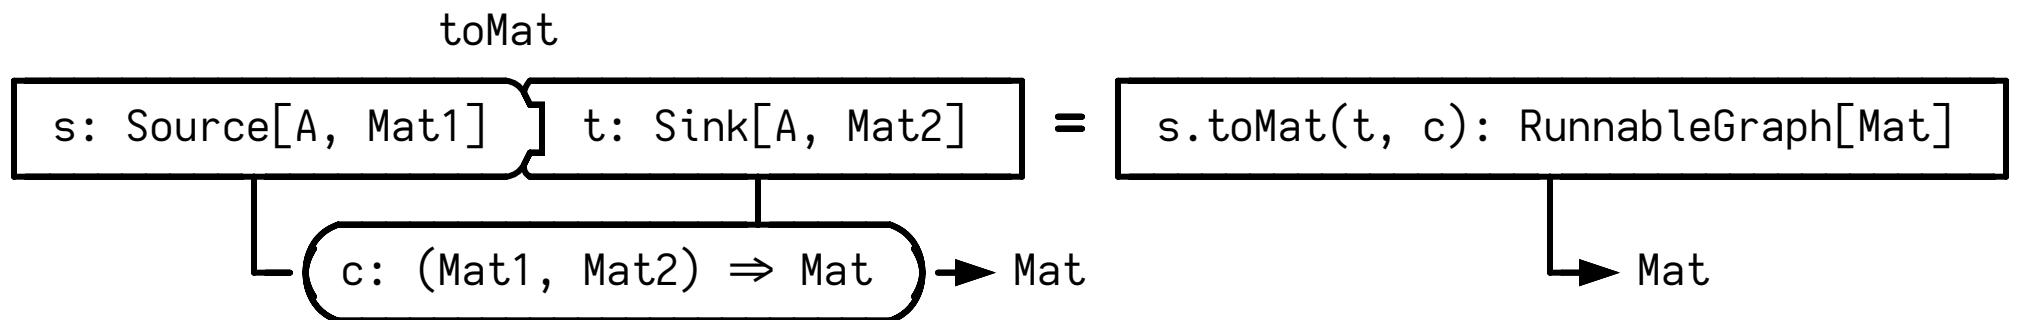 toMat
s: Source[A, Mat1] t: Sink[A, Mat2] = s.toMat(t, c): RunnableGraph[Mat]
c: (Mat1, Mat2) ⇒ Mat Mat Mat